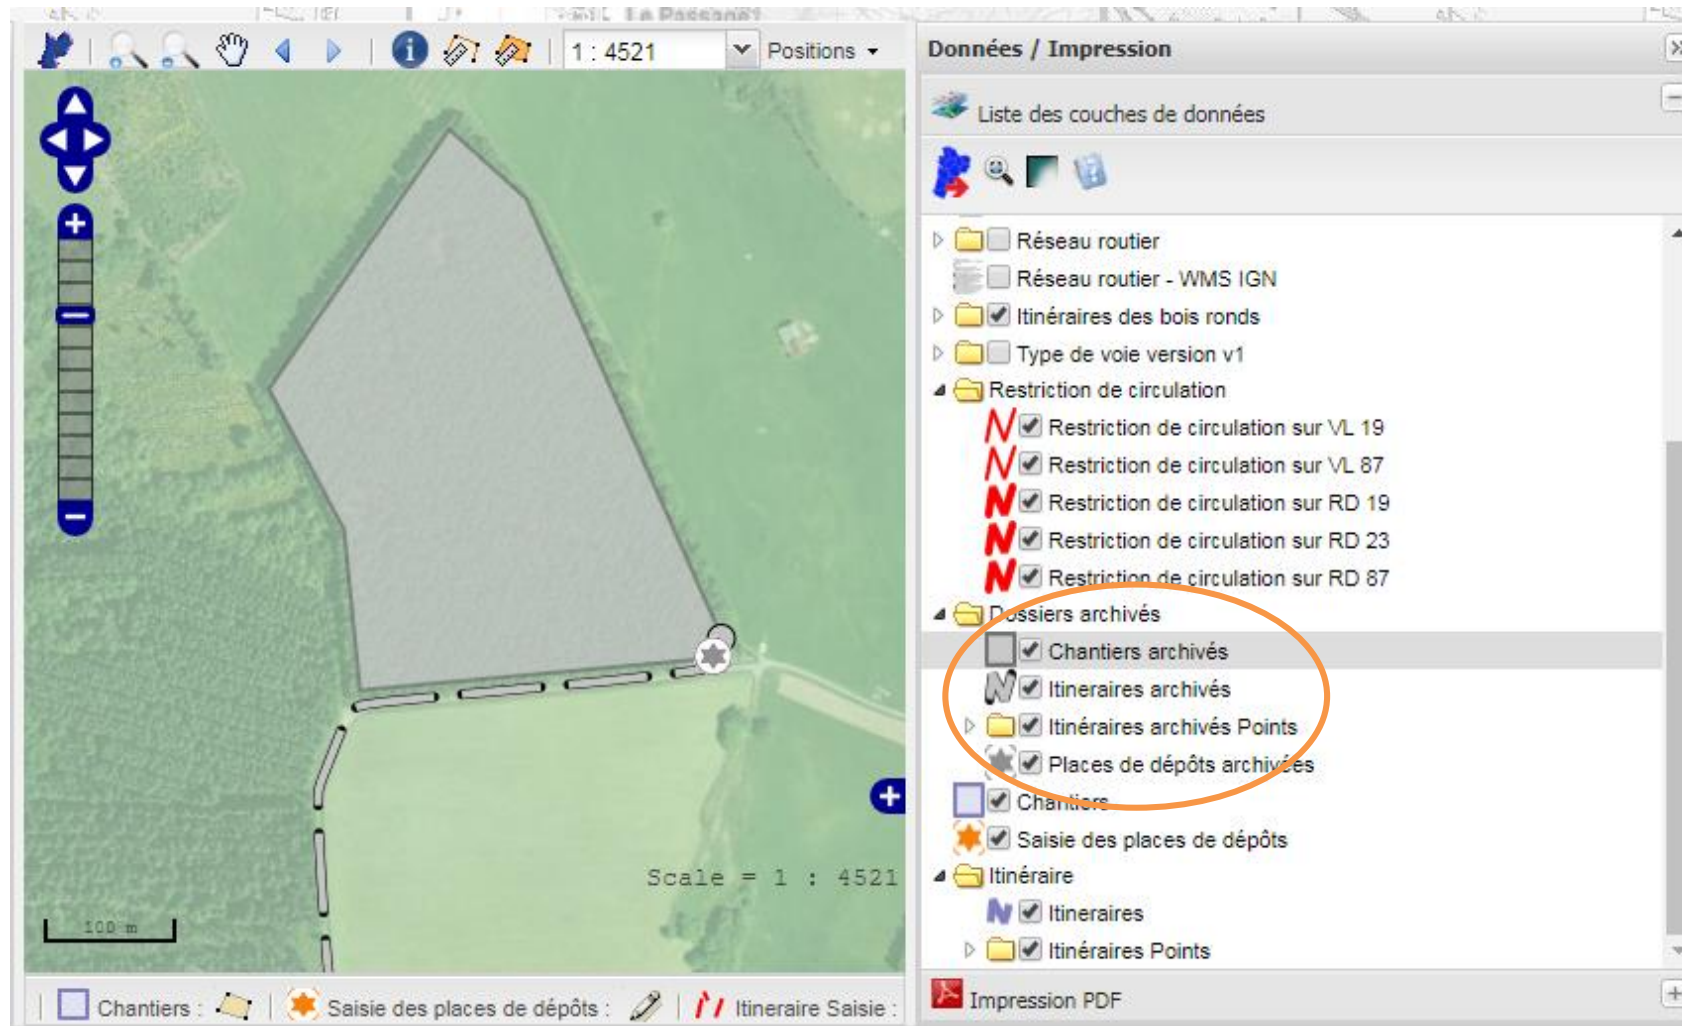 Le Passage
1 : 4521
Positions
Données / Impression
Liste des couches de données
Réseau routier
Réseau routier - WMS IGN
Itinéraires des bois ronds
Type de voie version v1
Restriction de circulation
Restriction de circulation sur VL 19
Restriction de circulation sur VL 87
Restriction de circulation sur RD 19
Restriction de circulation sur RD 23
Restriction de circulation sur RD 87
Dossiers archivés
Chantiers archivés
Itineraires archivés
Itinéraires archivés Points
Places de dépôts archivées
Chantiers
Saisie des places de dépôts
Itinéraire
Itineraires
Itinéraires Points
Impression PDF
Scale = 1 : 4521
100 m
Chantiers :
Saisie des places de dépôts :
Itineraire Saisie :